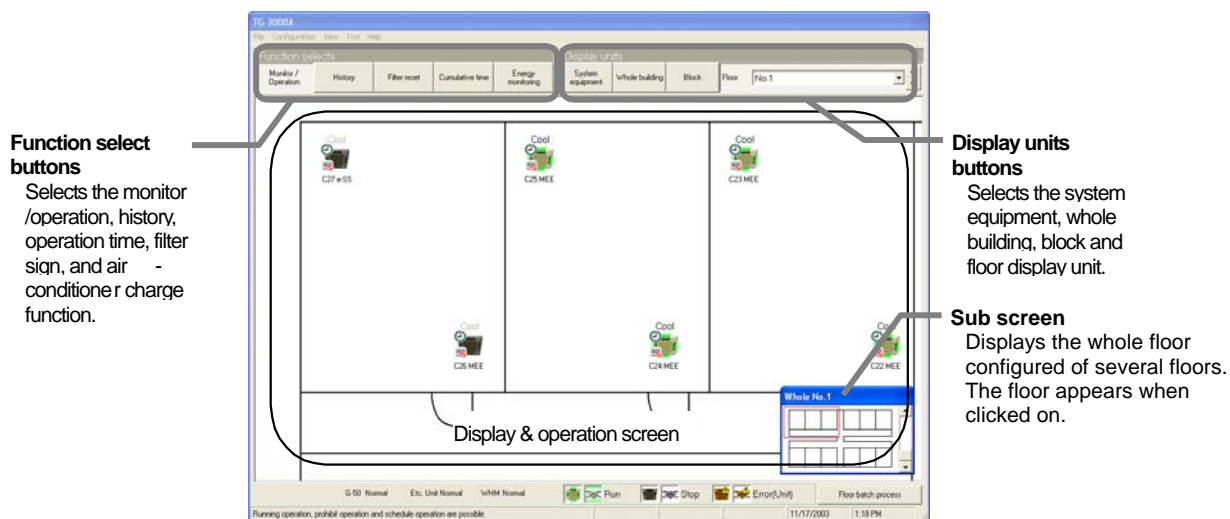 TG-2000A
File Configuration View Tool Help
Function selects
Display units
Monitor / Operation
History
Filter reset
Cumulative time
Energy monitoring
System equipment
Whole building
Block
Floor
No.1
Function select
buttons
Selects the monitor
/operation, history,
operation time, filter
sign, and air -
conditioner charge
function.
Cool
C27 e-SS
Cool
C25 MEE
Cool
C23 MEE
Display units
buttons
Selects the system
equipment, whole
building, block and
floor display unit.
Cool
C26 MEE
Cool
C24 MEE
Co
C22 MEE
Sub screen
Displays the whole floor
configured of several floors.
The floor appears when
clicked on.
Whole No.1
Display & operation screen
G-50 Normal Etc. Unit Normal WHM Normal Run Stop Error(Unit) Floor batch process
Running operation, prohibit operation and schedule operation are possible. 11/17/2003 1:18 PM